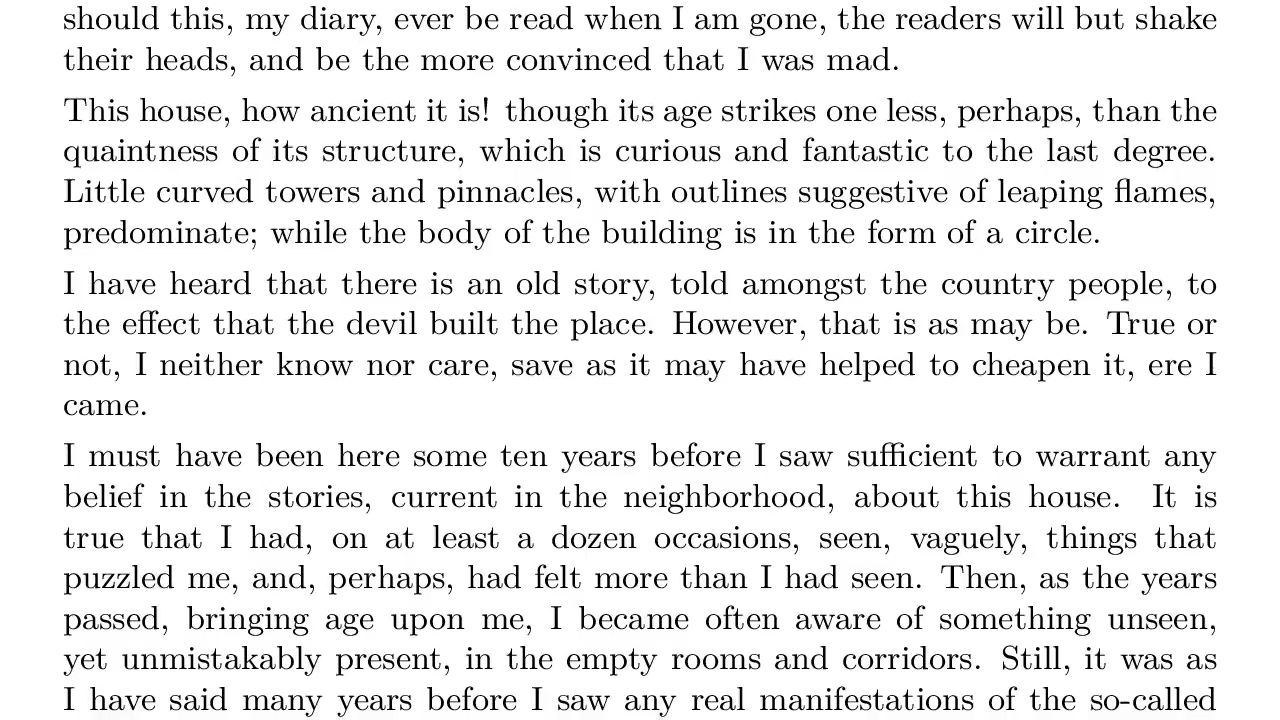 should this, my diary, ever be read when I am gone, the readers will but shake
their heads, and be the more convinced that I was mad.
This house, how ancient it is! though its age strikes one less, perhaps, than the
quaintness of its structure, which is curious and fantastic to the last degree.
Little curved towers and pinnacles, with outlines suggestive of leaping flames,
predominate; while the body of the building is in the form of a circle.
I have heard that there is an old story, told amongst the country people, to
the effect that the devil built the place. However, that is as may be. True or
not, I neither know nor care, save as it may have helped to cheapen it, ere I
came.
I must have been here some ten years before I saw sufficient to warrant any
belief in the stories, current in the neighborhood, about this house. It is
true that I had, on at least a dozen occasions, seen, vaguely, things that
puzzled me, and, perhaps, had felt more than I had seen. Then, as the years
passed, bringing age upon me, I became often aware of something unseen,
yet unmistakably present, in the empty rooms and corridors. Still, it was as
I have said many years before I saw any real manifestations of the so-called